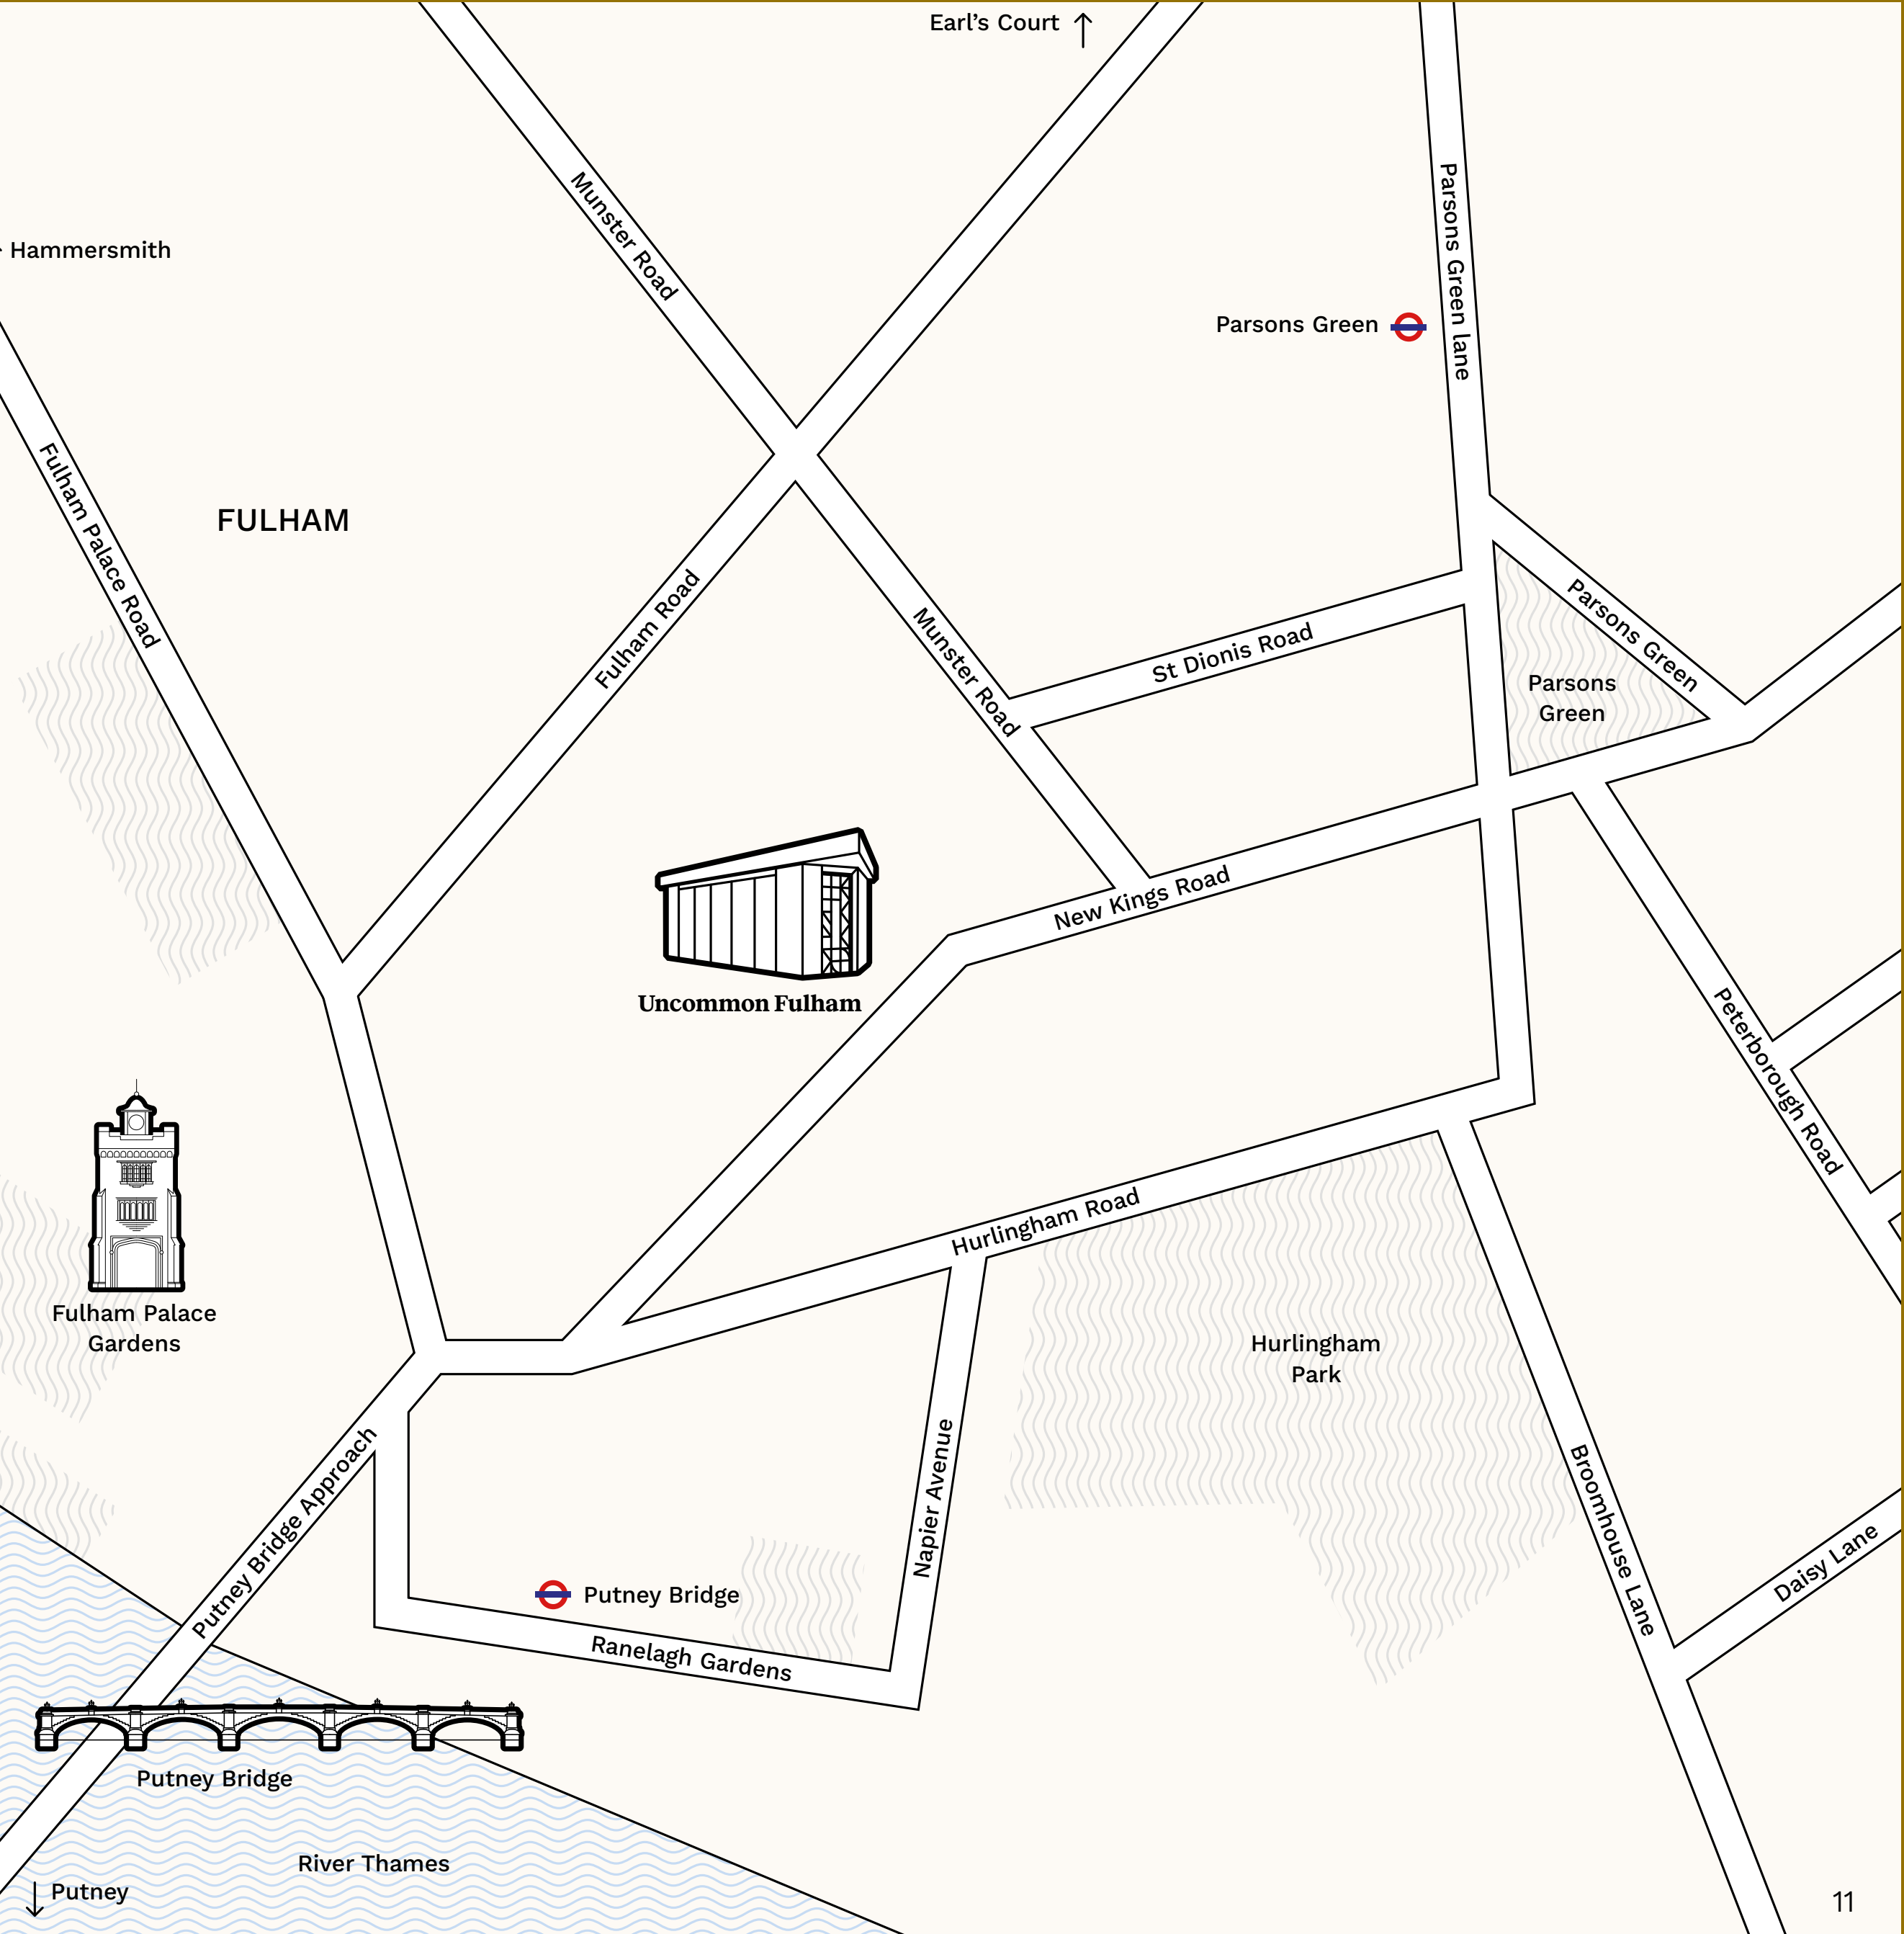 Earl’s Court
Munster Road
Parsons Green lane
Hammersmith
Parsons Green
Fulham Palace Road
FULHAM
Fulham Road
Munster Road
St Dionis Road
Parsons Green
Parsons
Green
New Kings Road
Uncommon Fulham
Peterborough Road
Hurlingham Road
Fulham Palace
Gardens
Hurlingham
Park
Putney Bridge Approach
Napier Avenue
Broomhouse Lane
Daisy Lane
Putney Bridge
Ranelagh Gardens
Putney Bridge
River Thames
Putney
11